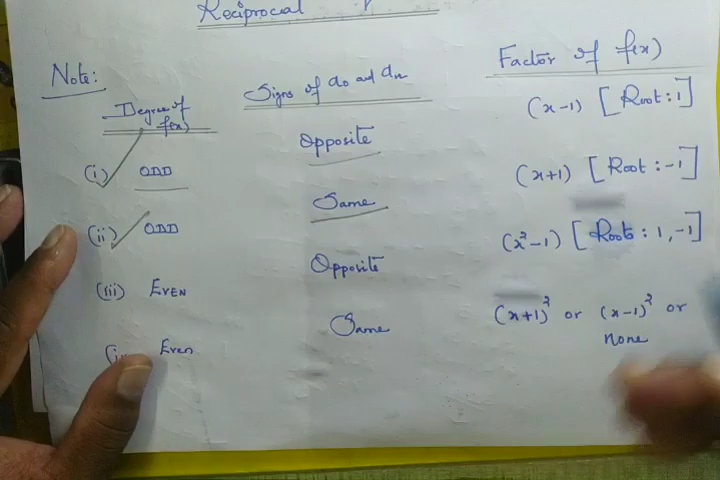 Reciprocal
Note:
Degree of f(x)
Signs of a0 and an
Factor of f(x)
(i) ODD Opposite (x-1) [Root:1]
(ii) ODD Same (x+1) [Root:-1]
(iii) EVEN Opposite (x²-1) [Roots: 1, -1]
Even Same (x+1)² or (x-1)² or
none